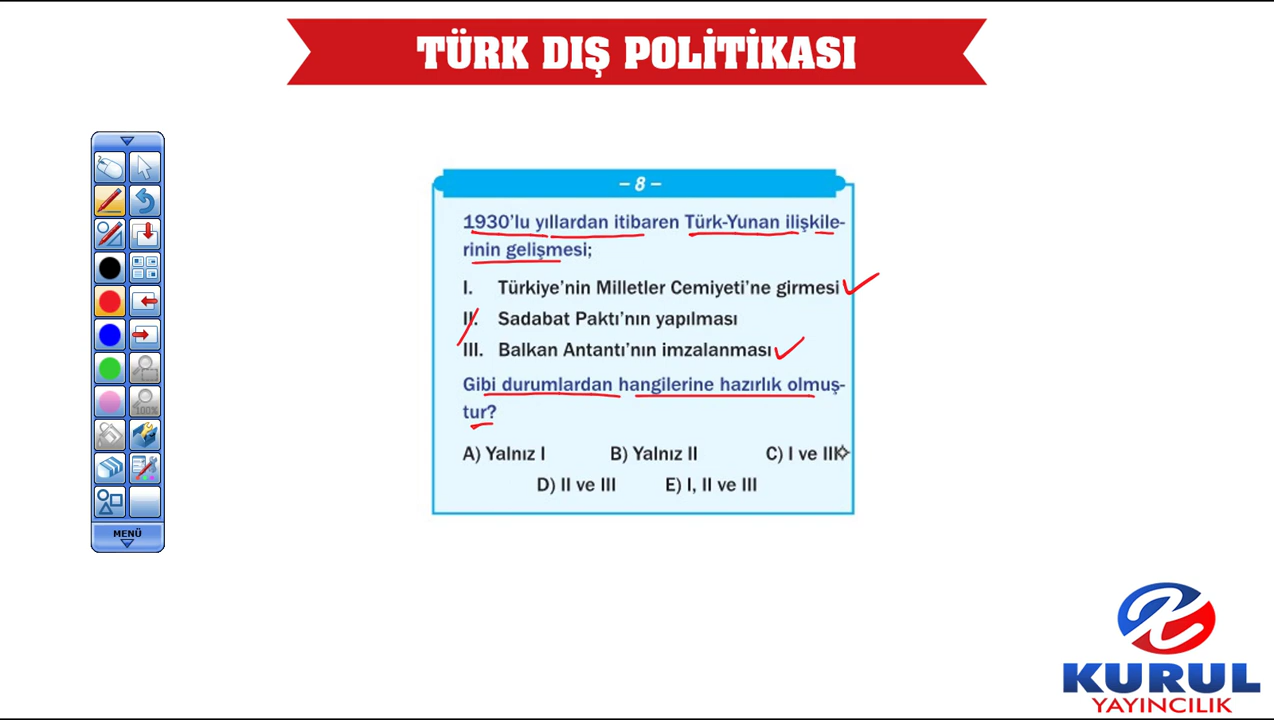 TÜRK DIŞ POLİTİKASI
– 8 –
1930'lu yıllardan itibaren Türk-Yunan ilişkile-
rinin gelişmesi;
I. Türkiye'nin Milletler Cemiyeti'ne girmesi
II. Sadabat Paktı'nın yapılması
III. Balkan Antantı'nın imzalanması
Gibi durumlardan hangilerine hazırlık olmuş-
tur?
A) Yalnız I B) Yalnız II C) I ve III
D) II ve III E) I, II ve III
100%
MENÜ
KURUL
YAYINCILIK